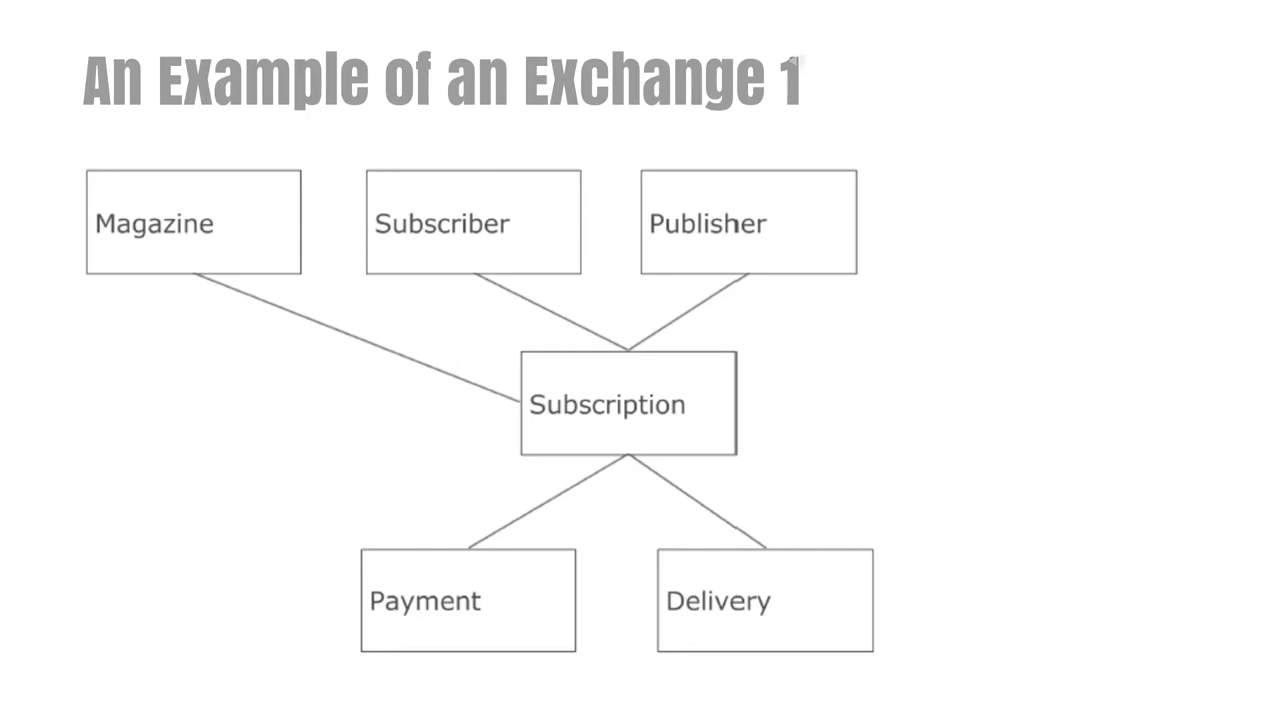 An Example of an Exchange 1
Magazine
Subscriber
Publisher
Subscription
Payment
Delivery